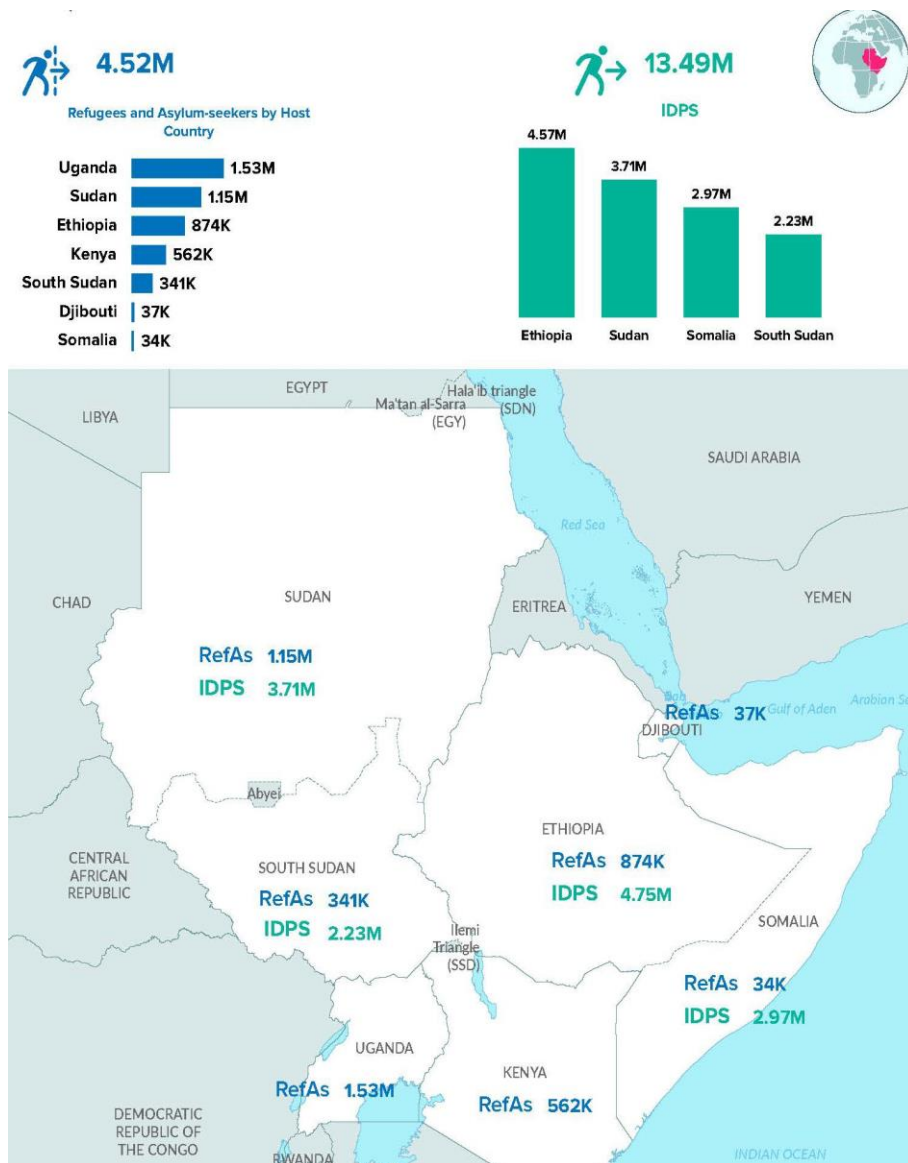 4.52M
Refugees and Asylum-seekers by Host
Country
Uganda 1.53M
Sudan 1.15M
Ethiopia 874K
Kenya 562K
South Sudan 341K
Djibouti 37K
Somalia 34K
13.49M
IDPS
4.57M
3.71M
2.97M
2.23M
Ethiopia Sudan Somalia South Sudan
EGYPT
Hala'ib triangle
(SDN)
Ma'tan al-Sarra
(EGY)
LIBYA
SAUDI ARABIA
Red Sea
CHAD
SUDAN
ERITREA
YEMEN
RefAs 1.15M
IDPS 3.71M
Gulf of Aden
RefAs 37K
DJIBOUTI
Abyei
ETHIOPIA
RefAs 874K
IDPS 4.75M
CENTRAL
AFRICAN
REPUBLIC
SOUTH SUDAN
RefAs 341K
IDPS 2.23M
Ilemi
Triangle
(SSD)
SOMALIA
RefAs 34K
IDPS 2.97M
UGANDA
RefAs 1.53M
KENYA
RefAs 562K
DEMOCRATIC
REPUBLIC OF
THE CONGO
RWANDA
INDIAN OCEAN